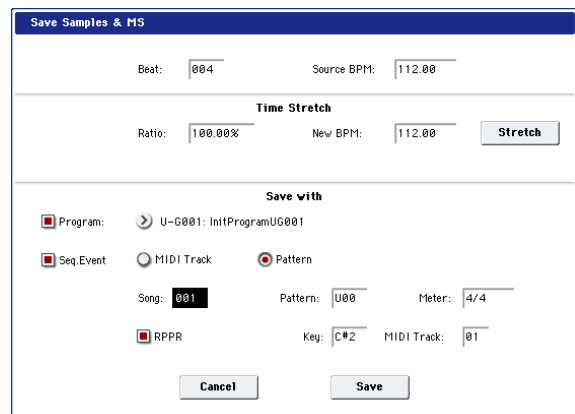 Save Samples & MS
Beat: 004 Source BPM: 112.00
Time Stretch
Ratio: 100.00% New BPM: 112.00 Stretch
Save with
Program: U-G001: InitProgramUG001
Seq.Event MIDI Track Pattern
Song: 001 Pattern: U00 Meter: 4/4
RPPR Key: C#2 MIDI Track: 01
Cancel Save